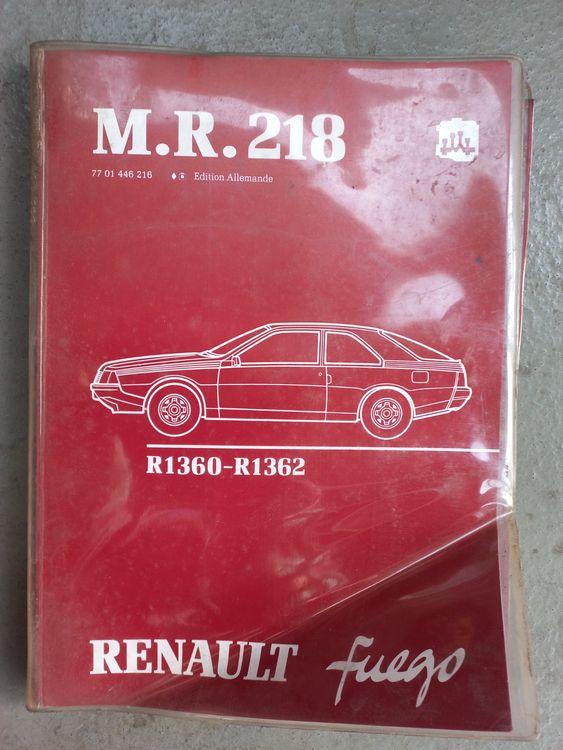 M.R. 218
77 01 446 216 Edition Allemande
R1360-R1362
RENAULT fuego